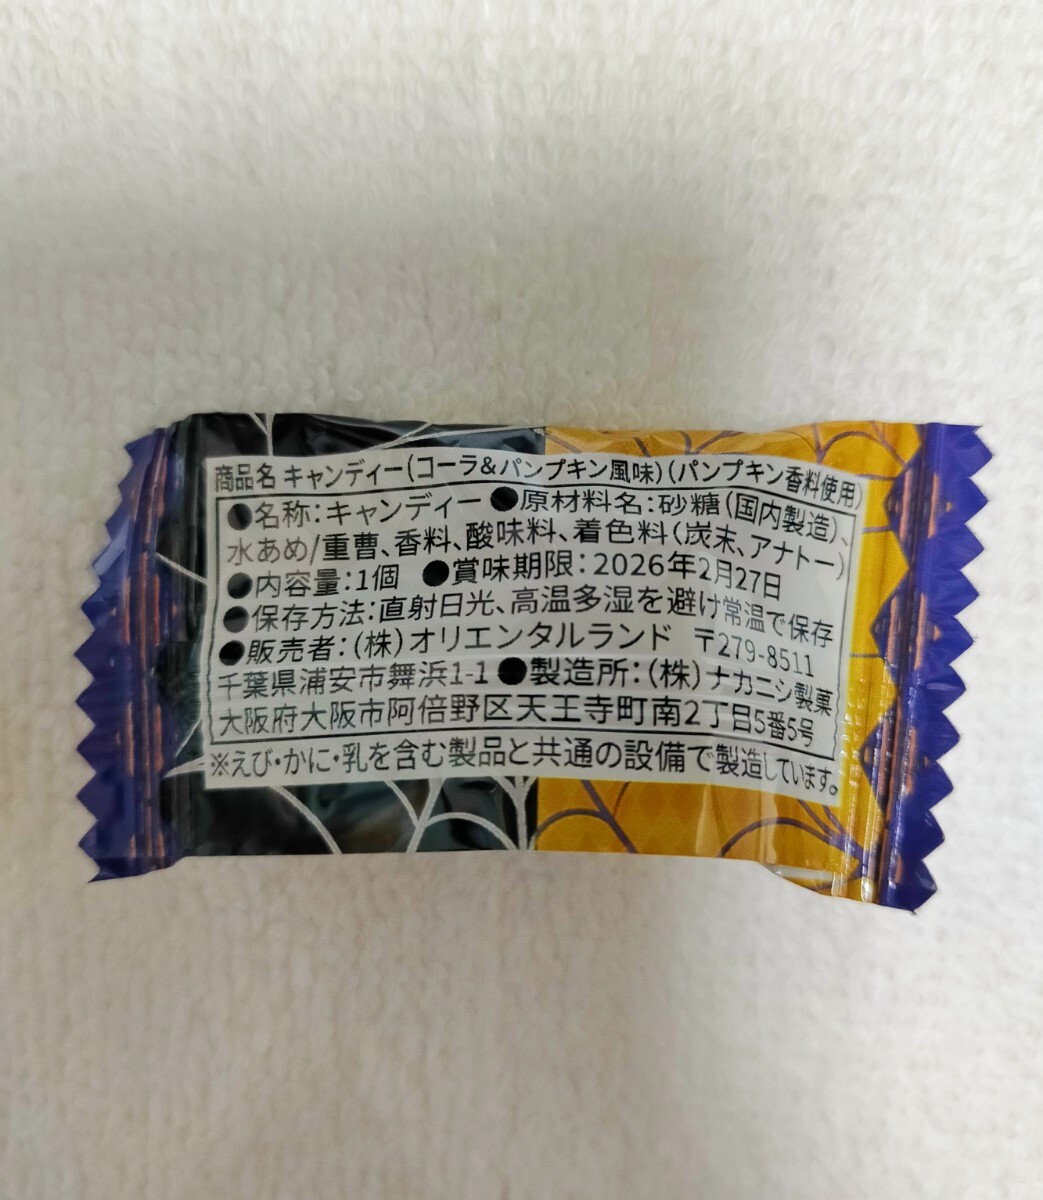 商品名 キャンディー(コーラ&パンプキン風味)(パンプキン香料使用)
●名称:キャンディー ●原材料名:砂糖(国内製造)、
水あめ/重曹、香料、酸味料、着色料(炭末、アナトー)
●内容量:1個 ●賞味期限:2026年2月27日
●保存方法:直射日光、高温多湿を避け常温で保存
●販売者:(株)オリエンタルランド 〒279-8511
千葉県浦安市舞浜1-1 ●製造所:(株)ナカニシ製菓
大阪府大阪市阿倍野区天王寺町南2丁目5番5号
※えび・かに・乳を含む製品と共通の設備で製造しています。